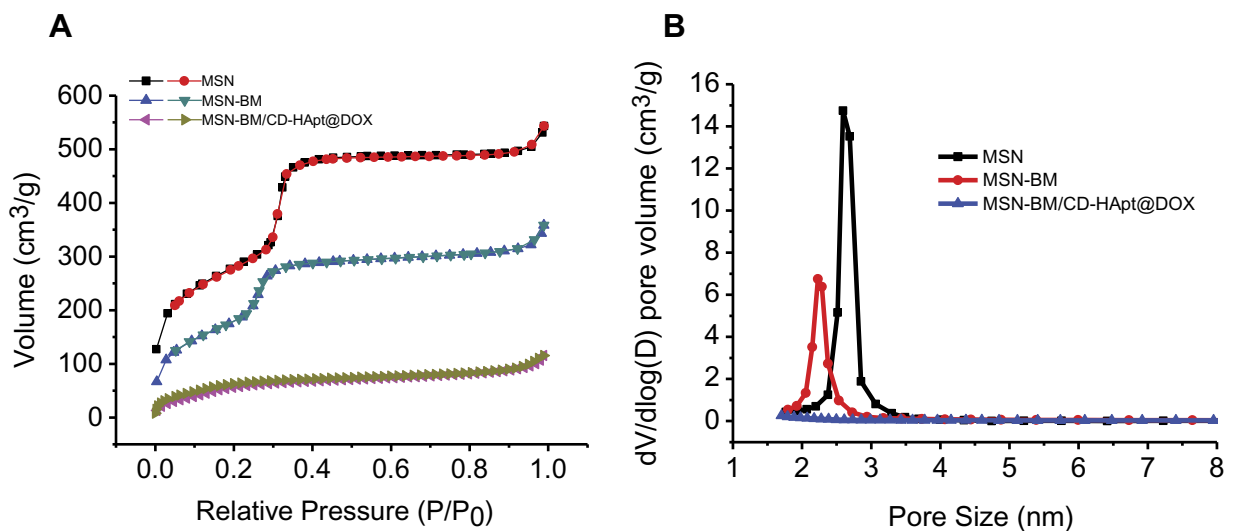 A
MSN
MSN-BM
MSN-BM/CD-HApt@DOX
600
500
400
300
200
100
0
Volume (cm³/g)
0.0 0.2 0.4 0.6 0.8 1.0
Relative Pressure (P/P₀)
B
MSN
MSN-BM
MSN-BM/CD-HApt@DOX
16
14
12
10
8
6
4
2
0
dV/dlog(D) pore volume (cm³/g)
1 2 3 4 5 6 7 8
Pore Size (nm)